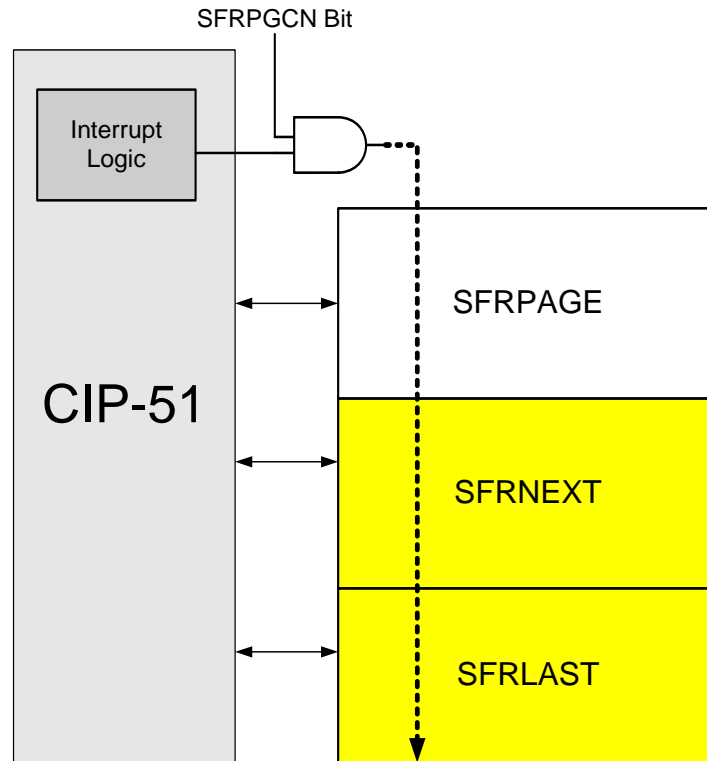 SFRPGCN Bit
Interrupt
Logic
SFRPAGE
CIP-51
SFRNEXT
SFRLAST